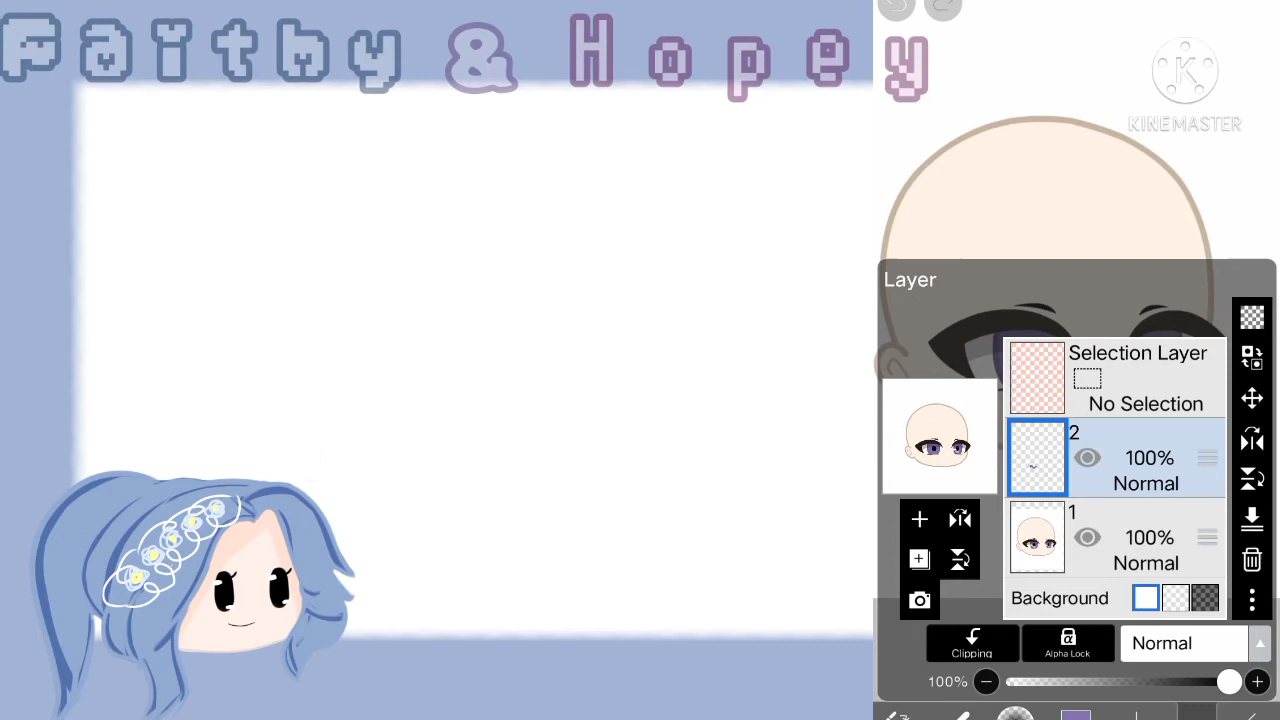 Faithy & Hopey
K
KINEMASTER
Layer
Selection Layer
No Selection
2
100%
Normal
1
100%
Normal
Background
Clipping
α
Alpha Lock
Normal
100%